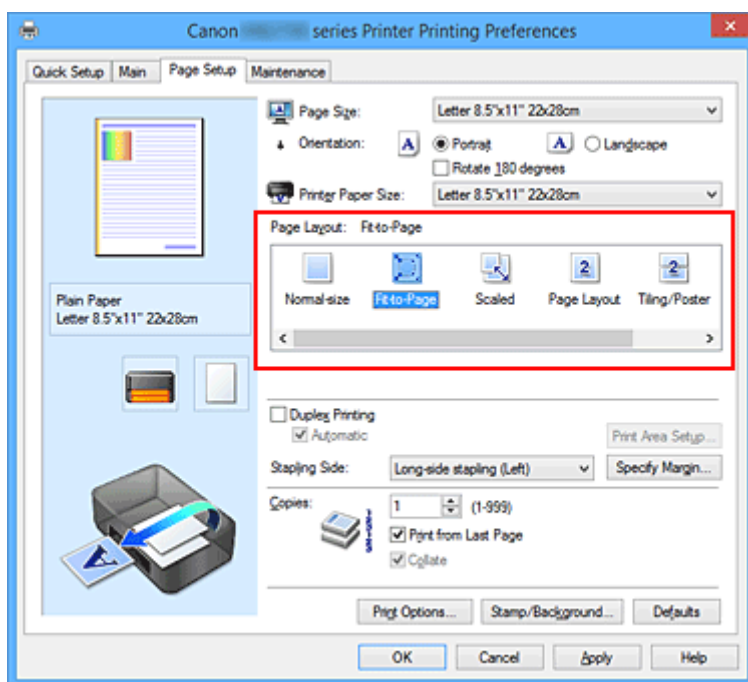 Canon series Printer Printing Preferences
Quick Setup Main Page Setup Maintenance
Page Size: Letter 8.5"x11" 22x28cm
Orientation: A Portrait A Landscape
Rotate 180 degrees
Printer Paper Size: Letter 8.5"x11" 22x28cm
Page Layout: Fit-to-Page
Normal-size Fit-to-Page Scaled Page Layout Tiling/Poster
Plain Paper
Letter 8.5"x11" 22x28cm
Duplex Printing
Automatic
Print Area Setup...
Stapling Side: Long-side stapling (Left) Specify Margin...
Copies: 1 (1-999)
Print from Last Page
Collate
Print Options... Stamp/Background... Defaults
OK Cancel Apply Help